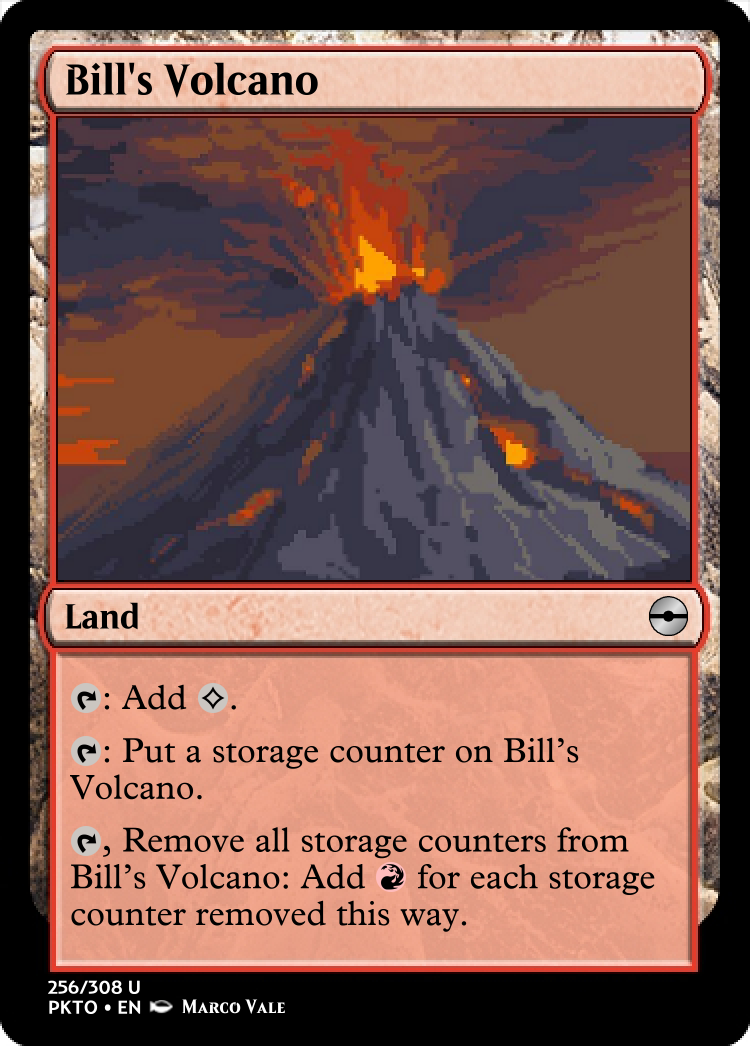 Bill's Volcano
Land
: Add .
: Put a storage counter on Bill's
Volcano.
, Remove all storage counters from
Bill's Volcano: Add for each storage
counter removed this way.
256/308 U
PKTO • EN Marco Vale